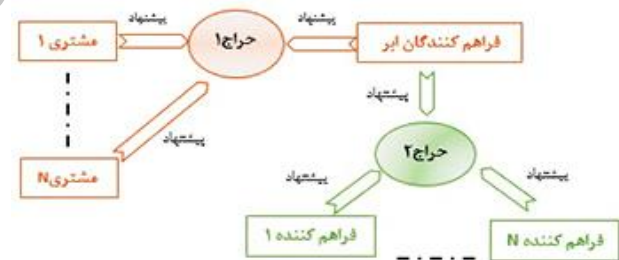 پیشنهاد
پیشنهاد
مشتری ۱
حراج۱
فراهم کنندگان ابر
پیشنهاد
پیشنهاد
مشتریN
حراج۲
پیشنهاد
پیشنهاد
فراهم کننده ۱
فراهم کننده N